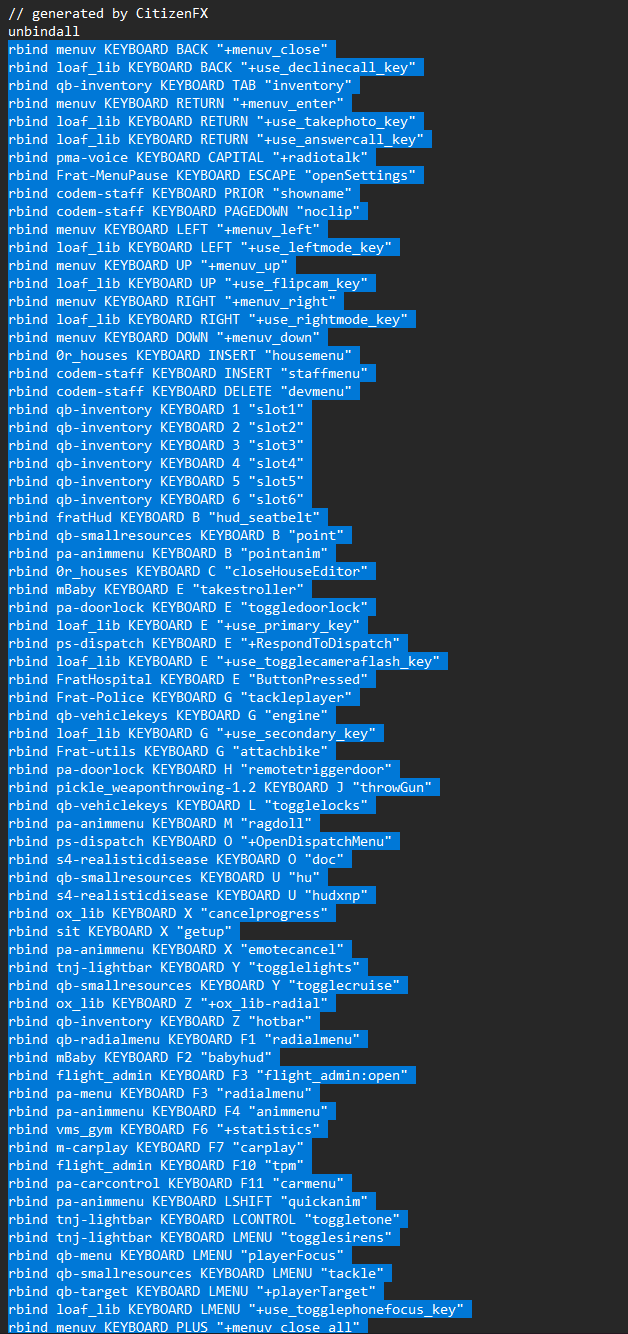 // generated by CitizenFX
unbindall
rbind menuv KEYBOARD BACK "+menuv_close"
rbind loaf_lib KEYBOARD BACK "+use_declinecall_key"
rbind qb-inventory KEYBOARD TAB "inventory"
rbind menuv KEYBOARD RETURN "+menuv_enter"
rbind loaf_lib KEYBOARD RETURN "+use_takephoto_key"
rbind loaf_lib KEYBOARD RETURN "+use_answercall_key"
rbind pma-voice KEYBOARD CAPITAL "+radiotalk"
rbind Frat-MenuPause KEYBOARD ESCAPE "openSettings"
rbind codem-staff KEYBOARD PRIOR "showname"
rbind codem-staff KEYBOARD PAGEDOWN "noclip"
rbind menuv KEYBOARD LEFT "+menuv_left"
rbind loaf_lib KEYBOARD LEFT "+use_leftmode_key"
rbind menuv KEYBOARD UP "+menuv_up"
rbind loaf_lib KEYBOARD UP "+use_flipcam_key"
rbind menuv KEYBOARD RIGHT "+menuv_right"
rbind loaf_lib KEYBOARD RIGHT "+use_rightmode_key"
rbind menuv KEYBOARD DOWN "+menuv_down"
rbind 0r_houses KEYBOARD INSERT "housemenu"
rbind codem-staff KEYBOARD INSERT "staffmenu"
rbind codem-staff KEYBOARD DELETE "devmenu"
rbind qb-inventory KEYBOARD 1 "slot1"
rbind qb-inventory KEYBOARD 2 "slot2"
rbind qb-inventory KEYBOARD 3 "slot3"
rbind qb-inventory KEYBOARD 4 "slot4"
rbind qb-inventory KEYBOARD 5 "slot5"
rbind qb-inventory KEYBOARD 6 "slot6"
rbind fratHud KEYBOARD B "hud_seatbelt"
rbind qb-smallresources KEYBOARD B "point"
rbind pa-animmenu KEYBOARD B "pointanim"
rbind 0r_houses KEYBOARD C "closeHouseEditor"
rbind mBaby KEYBOARD E "takestroller"
rbind pa-doorlock KEYBOARD E "toggledoorlock"
rbind loaf_lib KEYBOARD E "+use_primary_key"
rbind ps-dispatch KEYBOARD E "+RespondToDispatch"
rbind loaf_lib KEYBOARD E "+use_togglecameraflash_key"
rbind FratHospital KEYBOARD E "ButtonPressed"
rbind Frat-Police KEYBOARD G "tackleplayer"
rbind qb-vehiclekeys KEYBOARD G "engine"
rbind loaf_lib KEYBOARD G "+use_secondary_key"
rbind Frat-utils KEYBOARD G "attachbike"
rbind pa-doorlock KEYBOARD H "remotetriggerdoor"
rbind pickle_weaponthrowing-1.2 KEYBOARD J "throwGun"
rbind qb-vehiclekeys KEYBOARD L "togglelocks"
rbind pa-animmenu KEYBOARD M "ragdoll"
rbind ps-dispatch KEYBOARD O "+OpenDispatchMenu"
rbind s4-realisticdisease KEYBOARD O "doc"
rbind qb-smallresources KEYBOARD U "hu"
rbind s4-realisticdisease KEYBOARD U "hudxnp"
rbind ox_lib KEYBOARD X "cancelprogress"
rbind sit KEYBOARD X "getup"
rbind pa-animmenu KEYBOARD X "emotecancel"
rbind tnj-lightbar KEYBOARD Y "togglelights"
rbind qb-smallresources KEYBOARD Y "togglecruise"
rbind ox_lib KEYBOARD Z "+ox_lib-radial"
rbind qb-inventory KEYBOARD Z "hotbar"
rbind qb-radialmenu KEYBOARD F1 "radialmenu"
rbind mBaby KEYBOARD F2 "babyhud"
rbind flight_admin KEYBOARD F3 "flight_admin:open"
rbind pa-menu KEYBOARD F3 "radialmenu"
rbind pa-animmenu KEYBOARD F4 "animmenu"
rbind vms_gym KEYBOARD F6 "+statistics"
rbind m-carplay KEYBOARD F7 "carplay"
rbind flight_admin KEYBOARD F10 "tpm"
rbind pa-carcontrol KEYBOARD F11 "carmenu"
rbind pa-animmenu KEYBOARD LSHIFT "quickanim"
rbind tnj-lightbar KEYBOARD LCONTROL "toggletone"
rbind tnj-lightbar KEYBOARD LMENU "togglesirens"
rbind qb-menu KEYBOARD LMENU "playerFocus"
rbind qb-smallresources KEYBOARD LMENU "tackle"
rbind qb-target KEYBOARD LMENU "+playerTarget"
rbind loaf_lib KEYBOARD LMENU "+use_togglephonefocus_key"
rbind menuv KEYBOARD PLUS "+menuv_close_all"